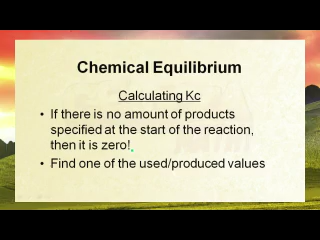 Chemical Equilibrium
Calculating Kc
• If there is no amount of products
specified at the start of the reaction,
then it is zero!
• Find one of the used/produced values